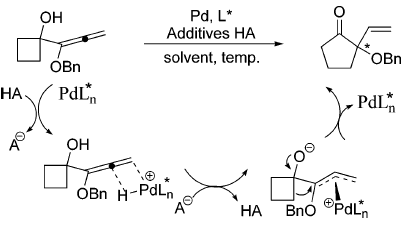 OH
OBn
Pd, L*
Additives HA
solvent, temp.
O
*
OBn
HA
PdL*n
A⊖
PdL*n
OH
OBn
H
⊕
PdL*n
A⊖
HA
O⊖
BnO
⊕
PdL*n